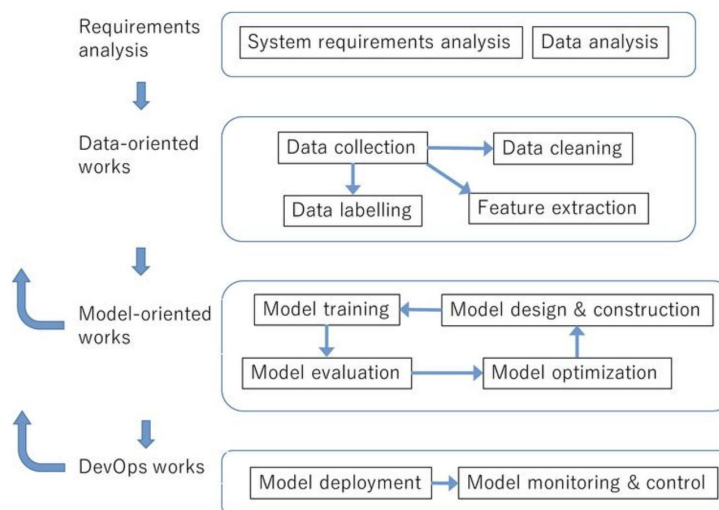 Requirements
analysis
System requirements analysis
Data analysis
Data-oriented
works
Data collection
Data cleaning
Data labelling
Feature extraction
Model-oriented
works
Model training
Model design & construction
Model evaluation
Model optimization
DevOps works
Model deployment
Model monitoring & control